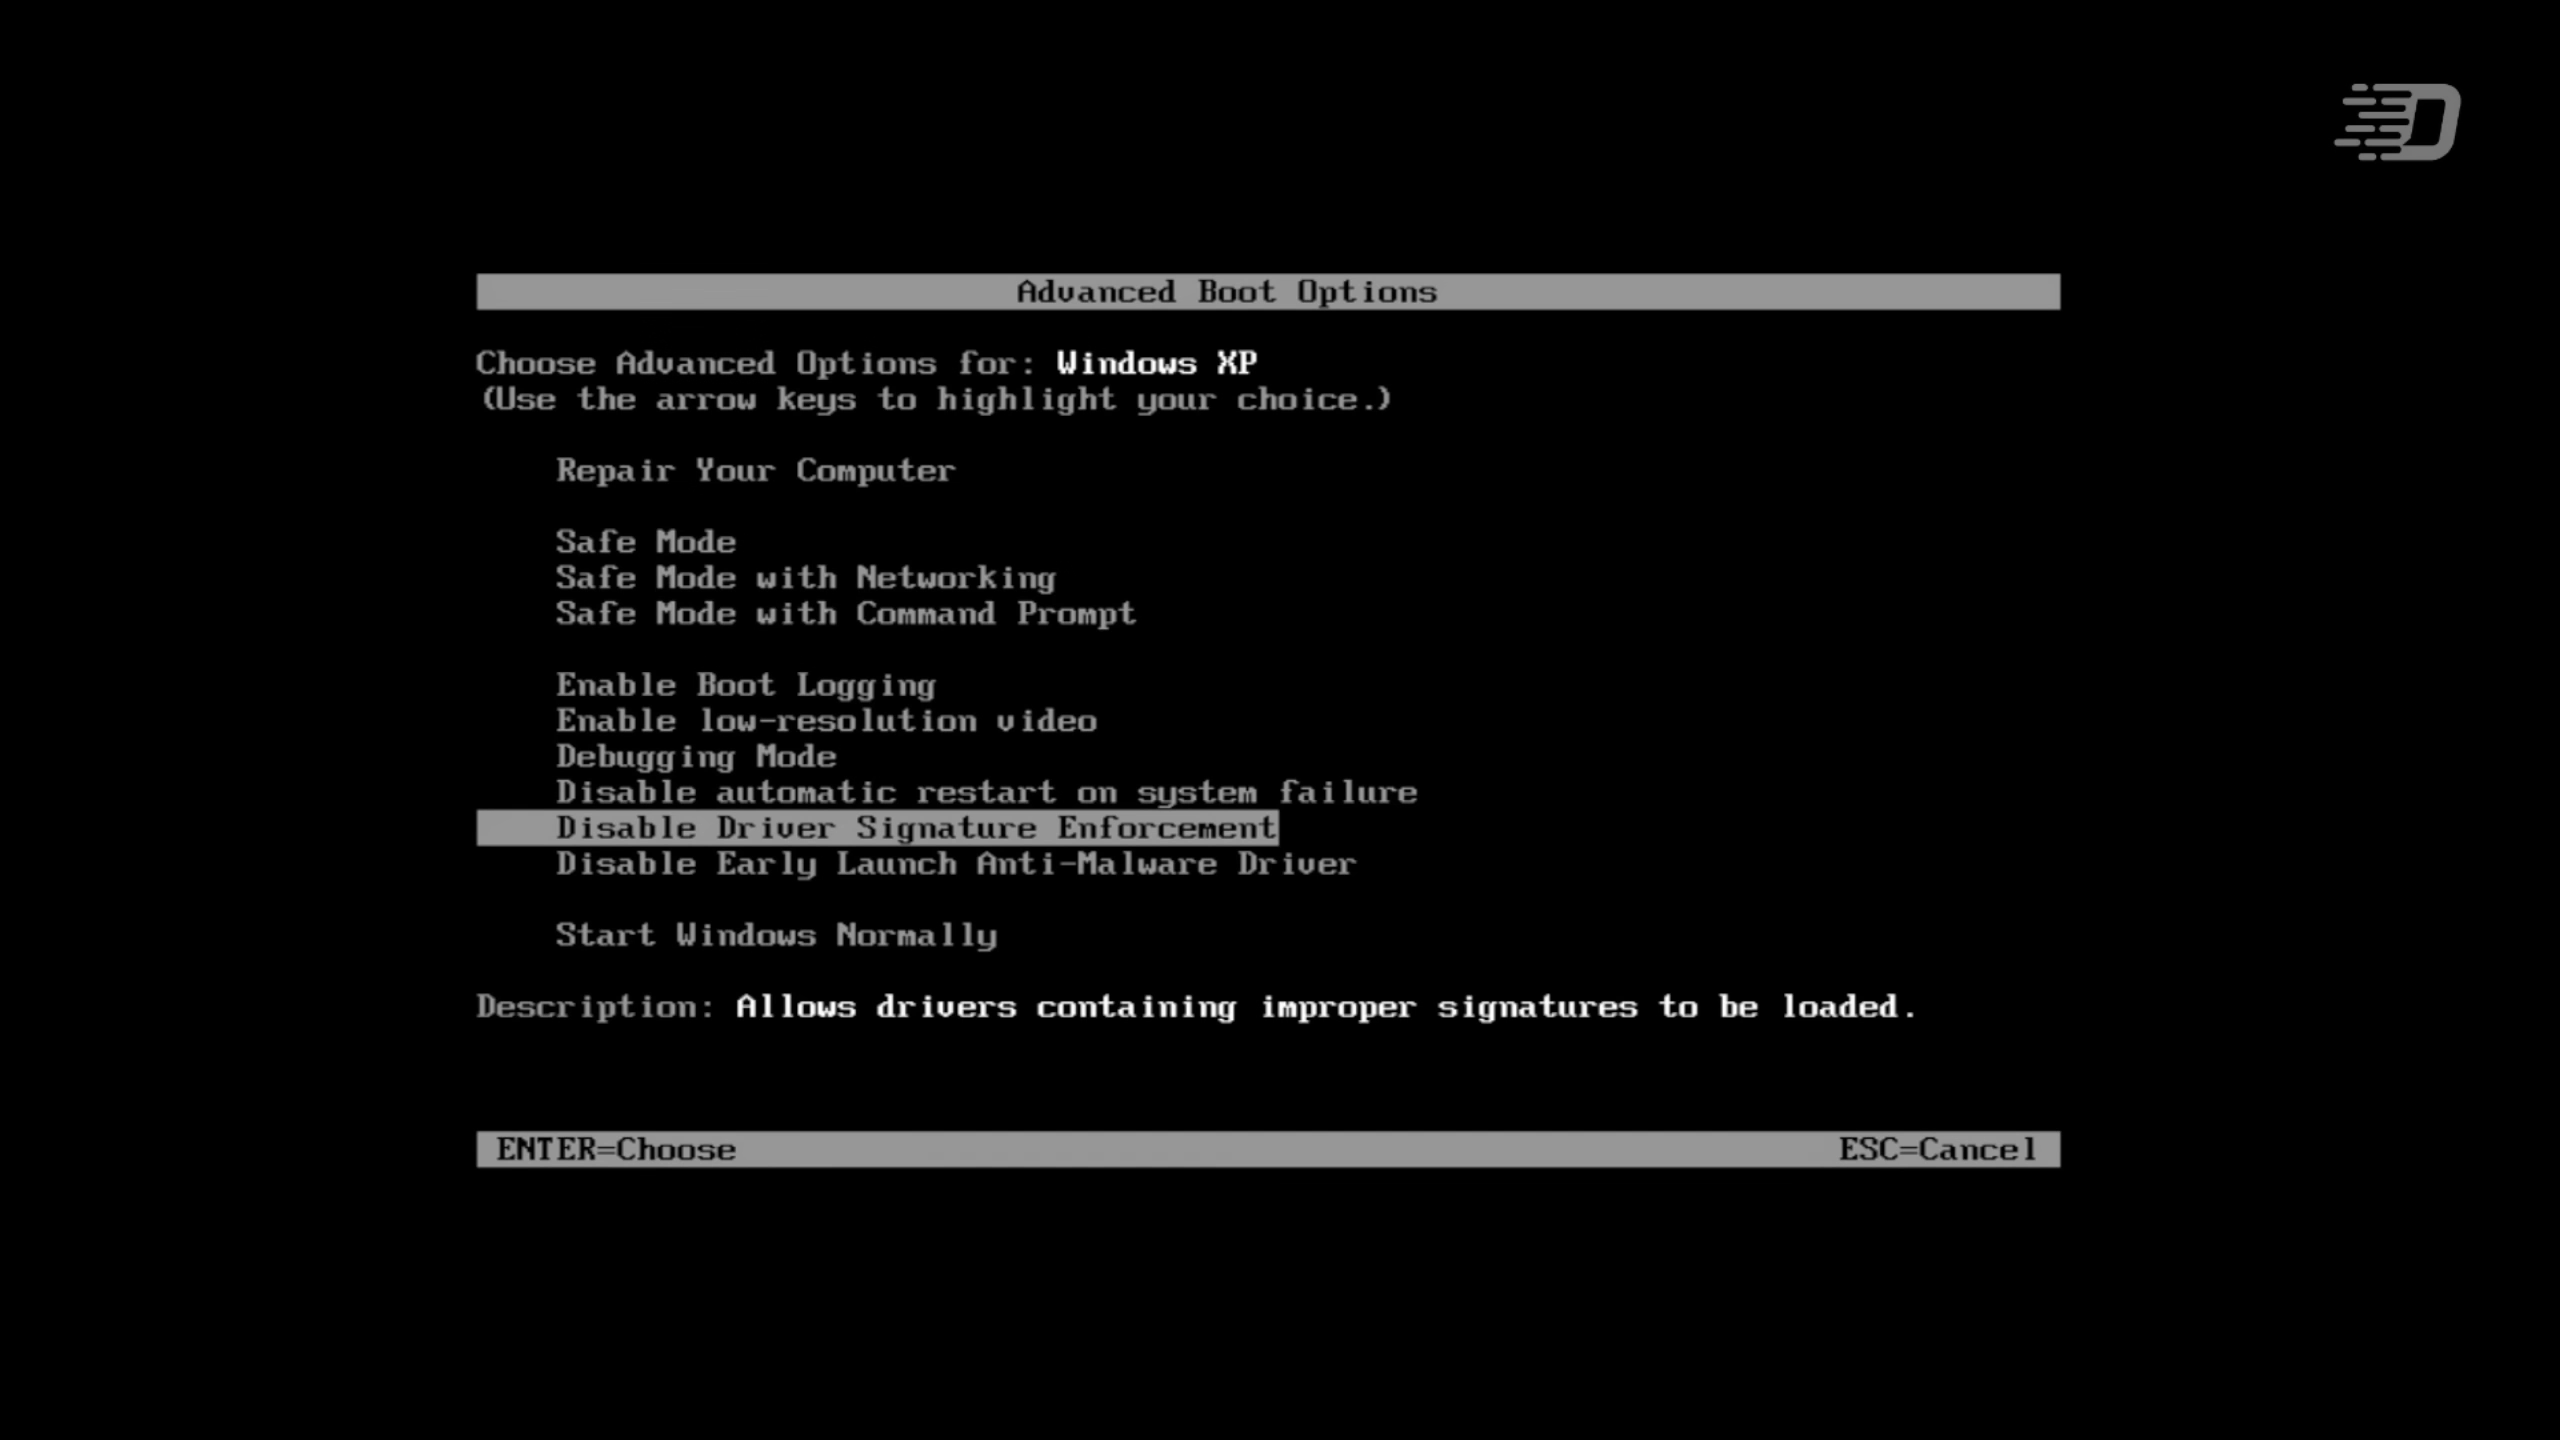 Advanced Boot Options
Choose Advanced Options for: Windows XP
(Use the arrow keys to highlight your choice.)
Repair Your Computer
Safe Mode
Safe Mode with Networking
Safe Mode with Command Prompt
Enable Boot Logging
Enable low-resolution video
Debugging Mode
Disable automatic restart on system failure
Disable Driver Signature Enforcement
Disable Early Launch Anti-Malware Driver
Start Windows Normally
Description: Allows drivers containing improper signatures to be loaded.
ENTER=Choose ESC=Cancel